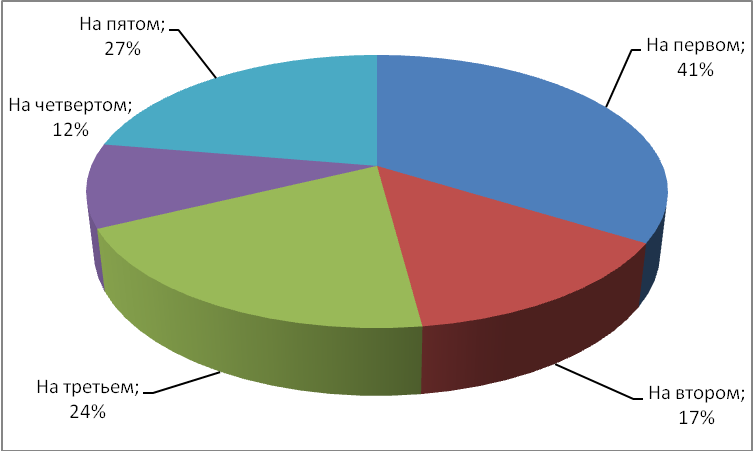 На пятом;
27%
На первом;
41%
На четвертом;
12%
На третьем;
24%
На втором;
17%